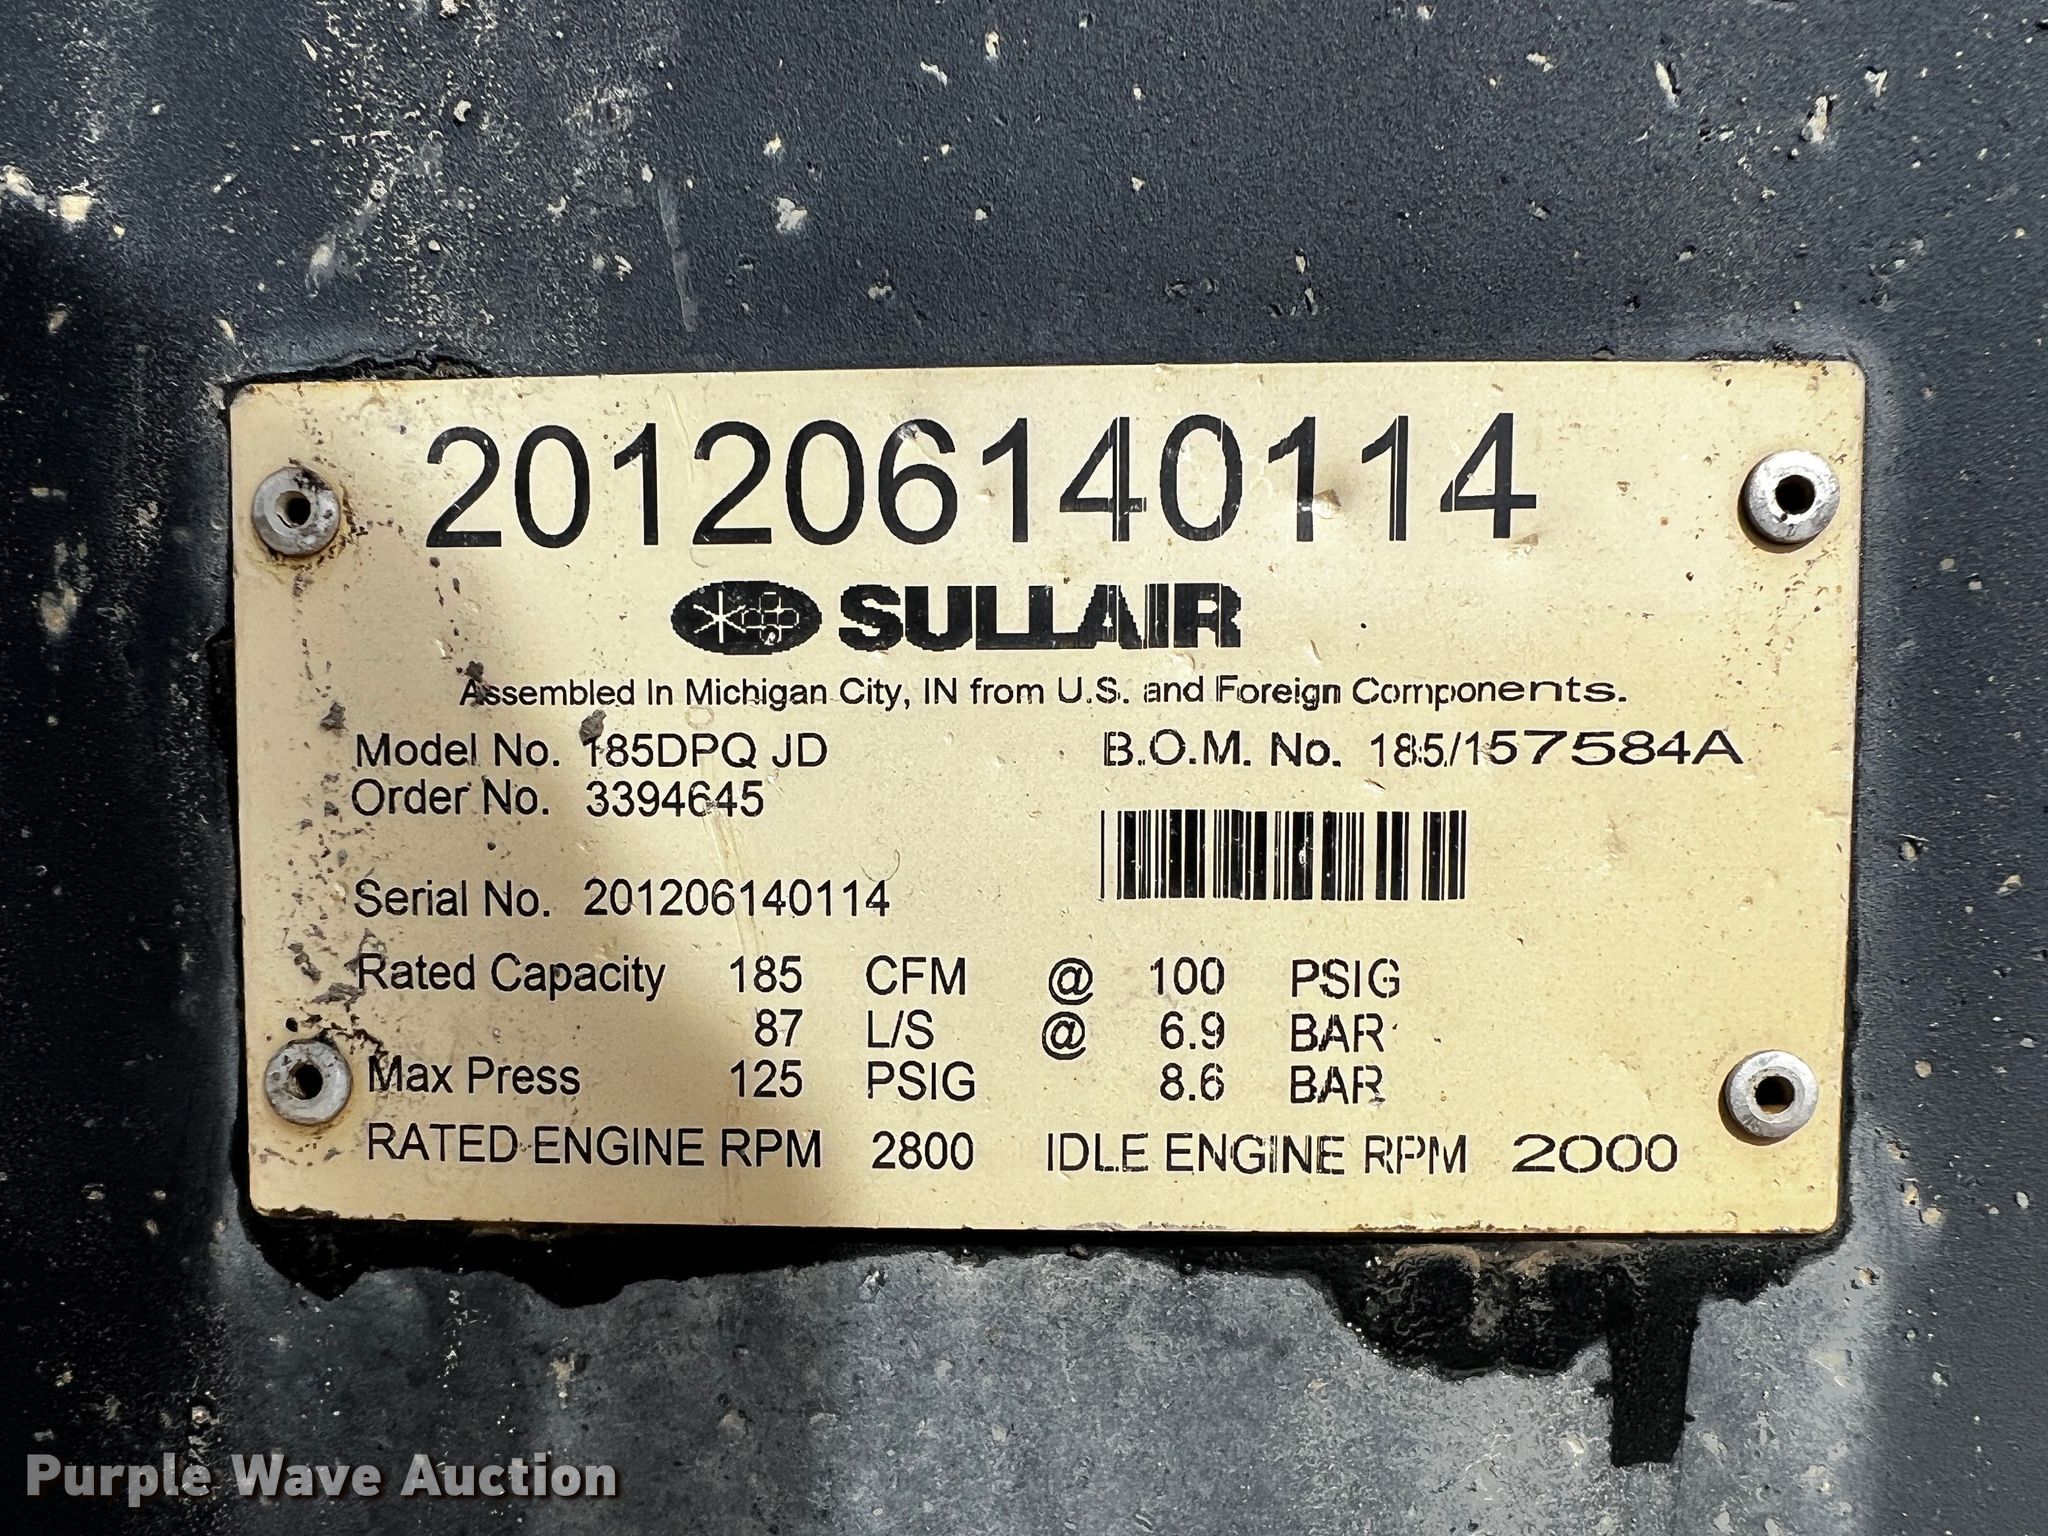 201206140114
SULLAIR
Assembled In Michigan City, IN from U.S. and Foreign Components.
Model No. 185DPQ JD B.O.M. No. 185/157584A
Order No. 3394645
Serial No. 201206140114
Rated Capacity 185 CFM @ 100 PSIG
87 L/S @ 6.9 BAR
Max Press 125 PSIG 8.6 BAR
RATED ENGINE RPM 2800 IDLE ENGINE RPM 2000
Purple Wave Auction